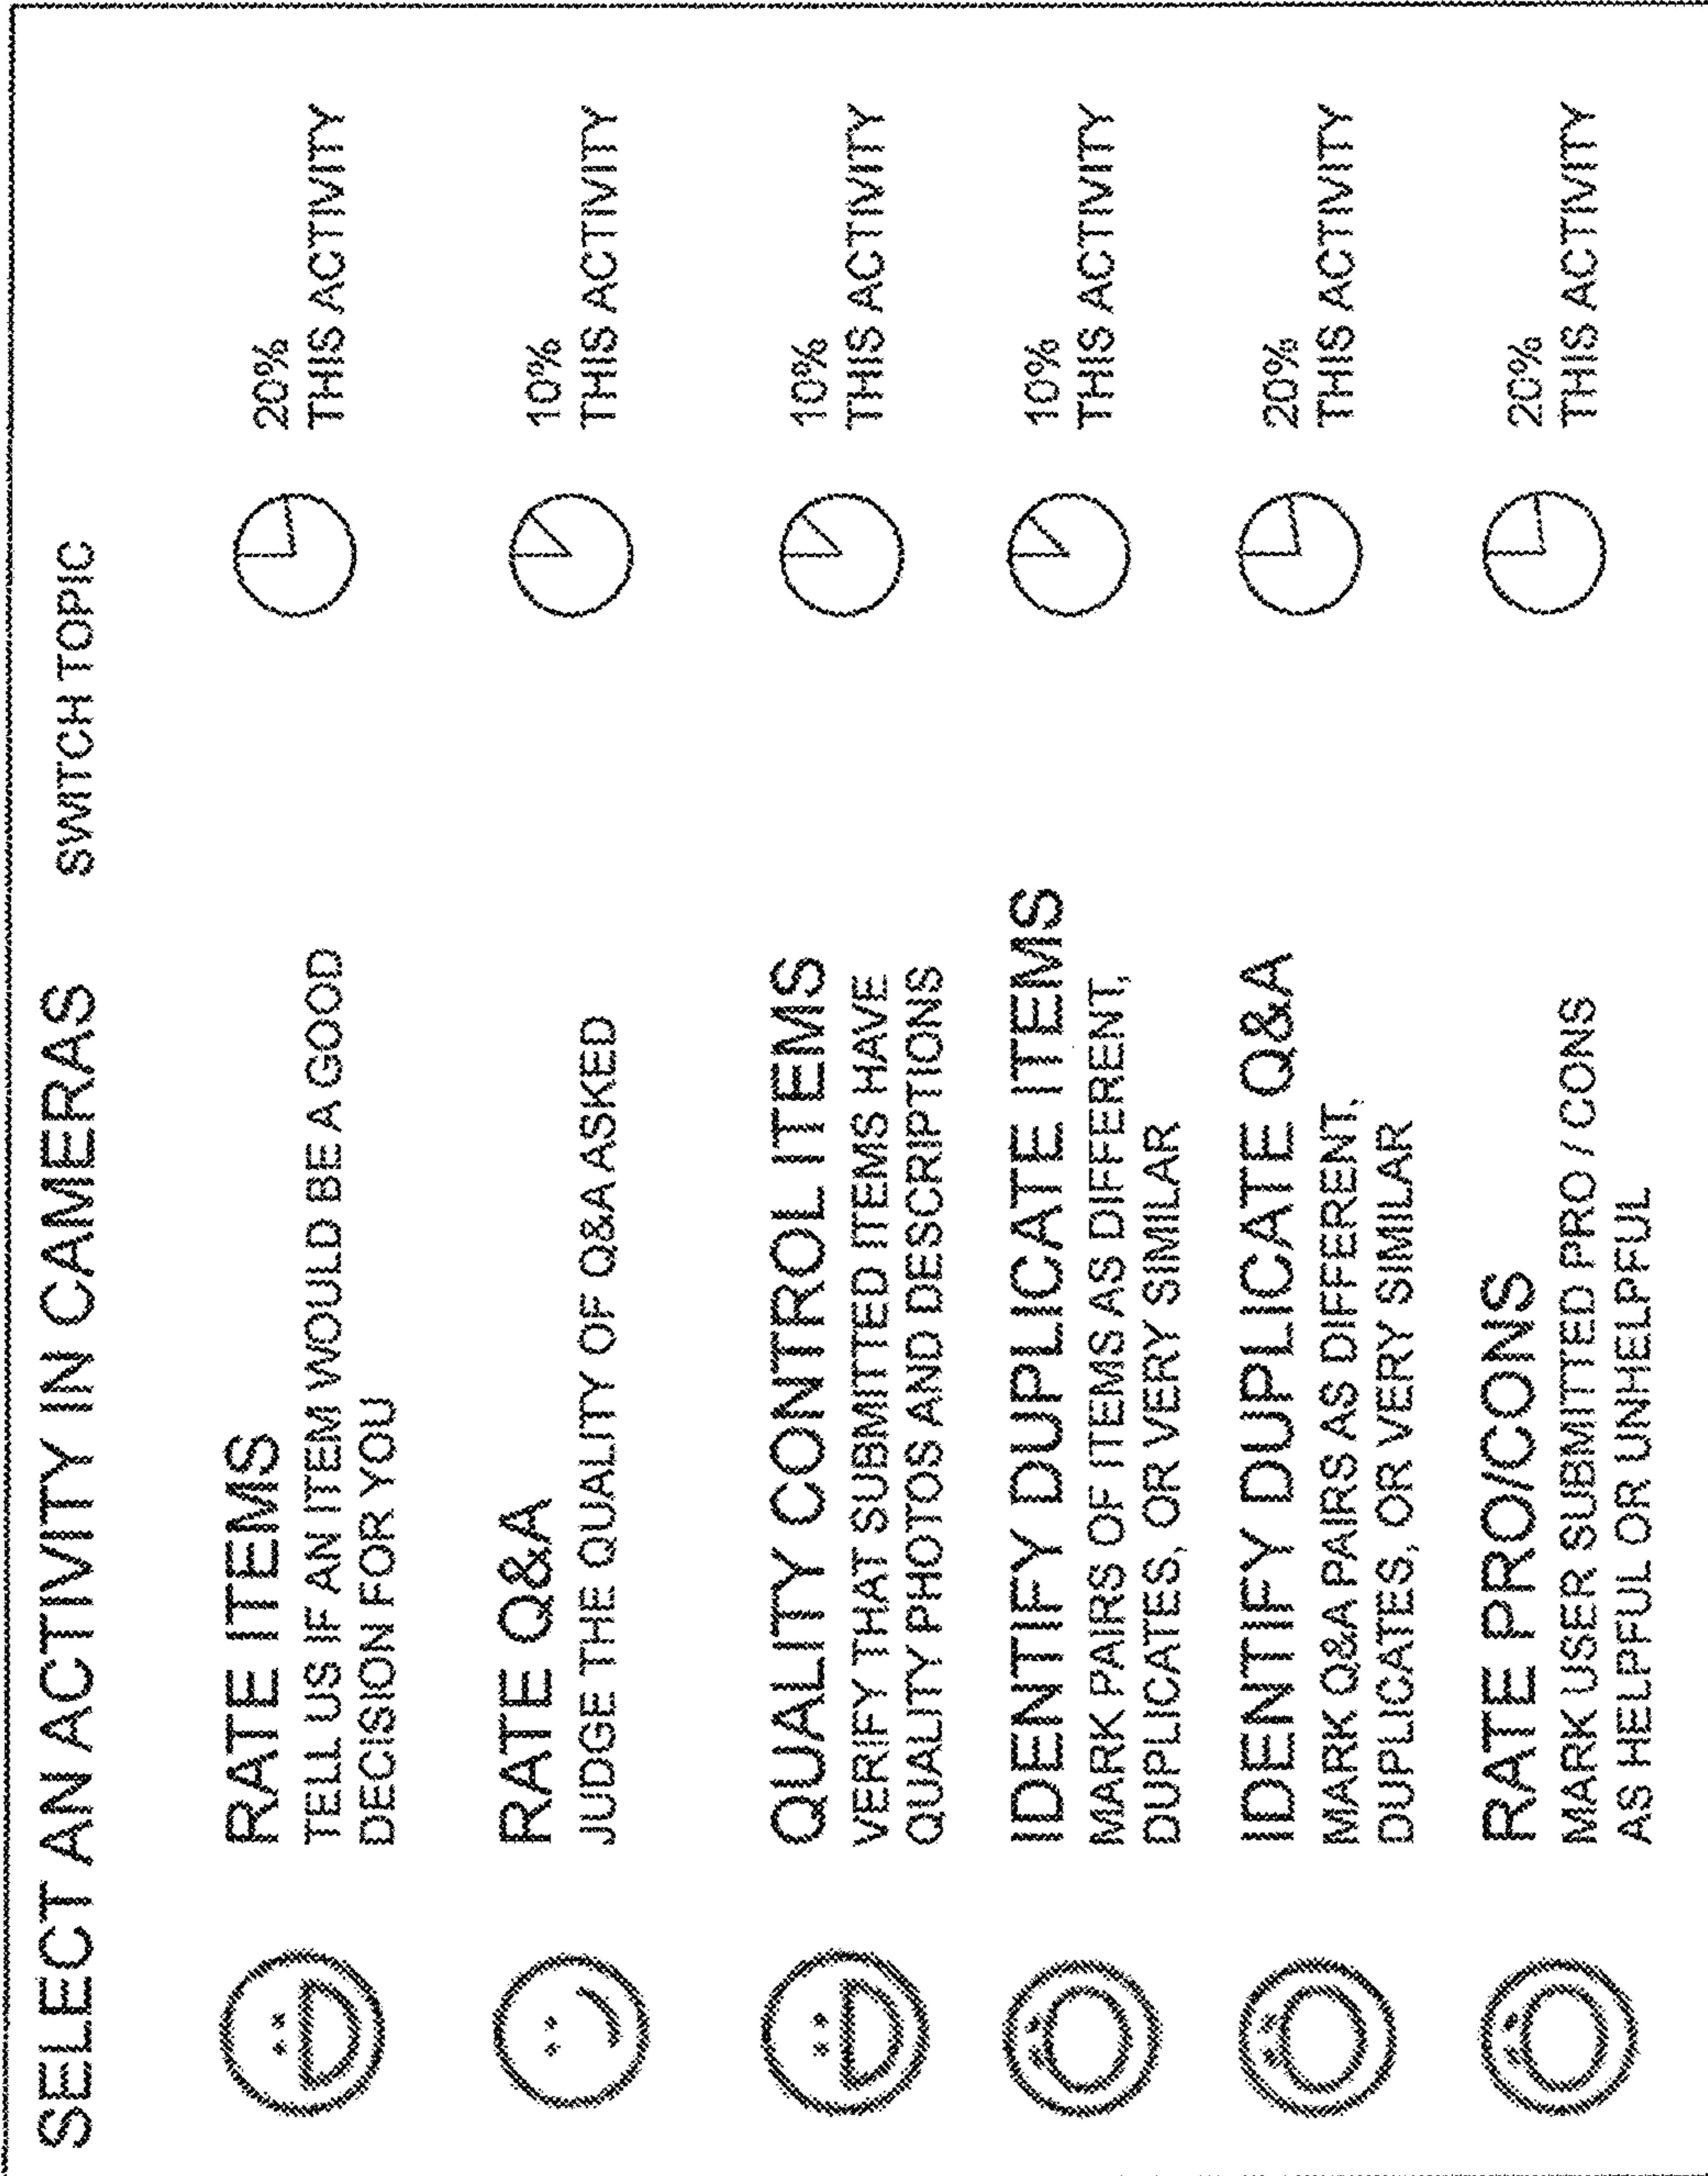 SELECT AN ACTIVITY IN CAMERAS SWITCH TOPIC
RATE ITEMS
TELL US IF AN ITEM WOULD BE A GOOD
DECISION FOR YOU
20%
THIS ACTIVITY
RATE Q&A
JUDGE THE QUALITY OF Q&A ASKED
10%
THIS ACTIVITY
QUALITY CONTROL ITEMS
VERIFY THAT SUBMITTED ITEMS HAVE
QUALITY PHOTOS AND DESCRIPTIONS
10%
THIS ACTIVITY
IDENTIFY DUPLICATE ITEMS
MARK PAIRS OF ITEMS AS DIFFERENT,
DUPLICATES, OR VERY SIMILAR
10%
THIS ACTIVITY
IDENTIFY DUPLICATE Q&A
MARK Q&A PAIRS AS DIFFERENT,
DUPLICATES, OR VERY SIMILAR
20%
THIS ACTIVITY
RATE PRO/CONS
MARK USER SUBMITTED PRO / CONS
AS HELPFUL OR UNHELPFUL
20%
THIS ACTIVITY